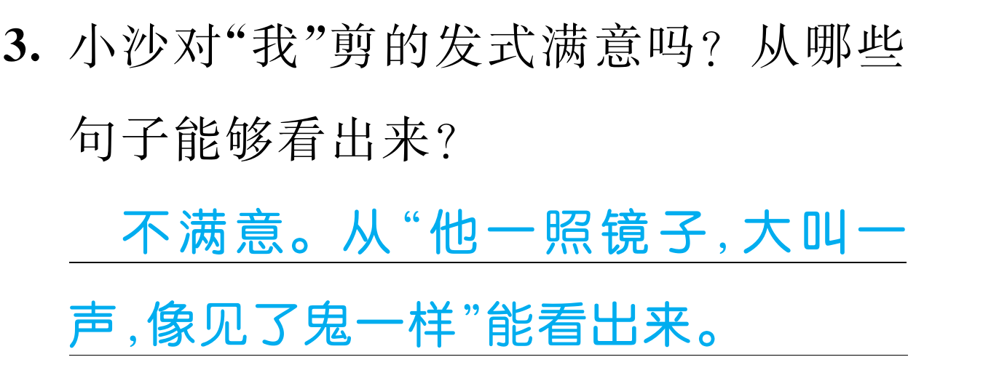 3. 小沙对“我”剪的发式满意吗？从哪些
句子能够看出来？
不满意。从“他一照镜子,大叫一
声,像见了鬼一样”能看出来。